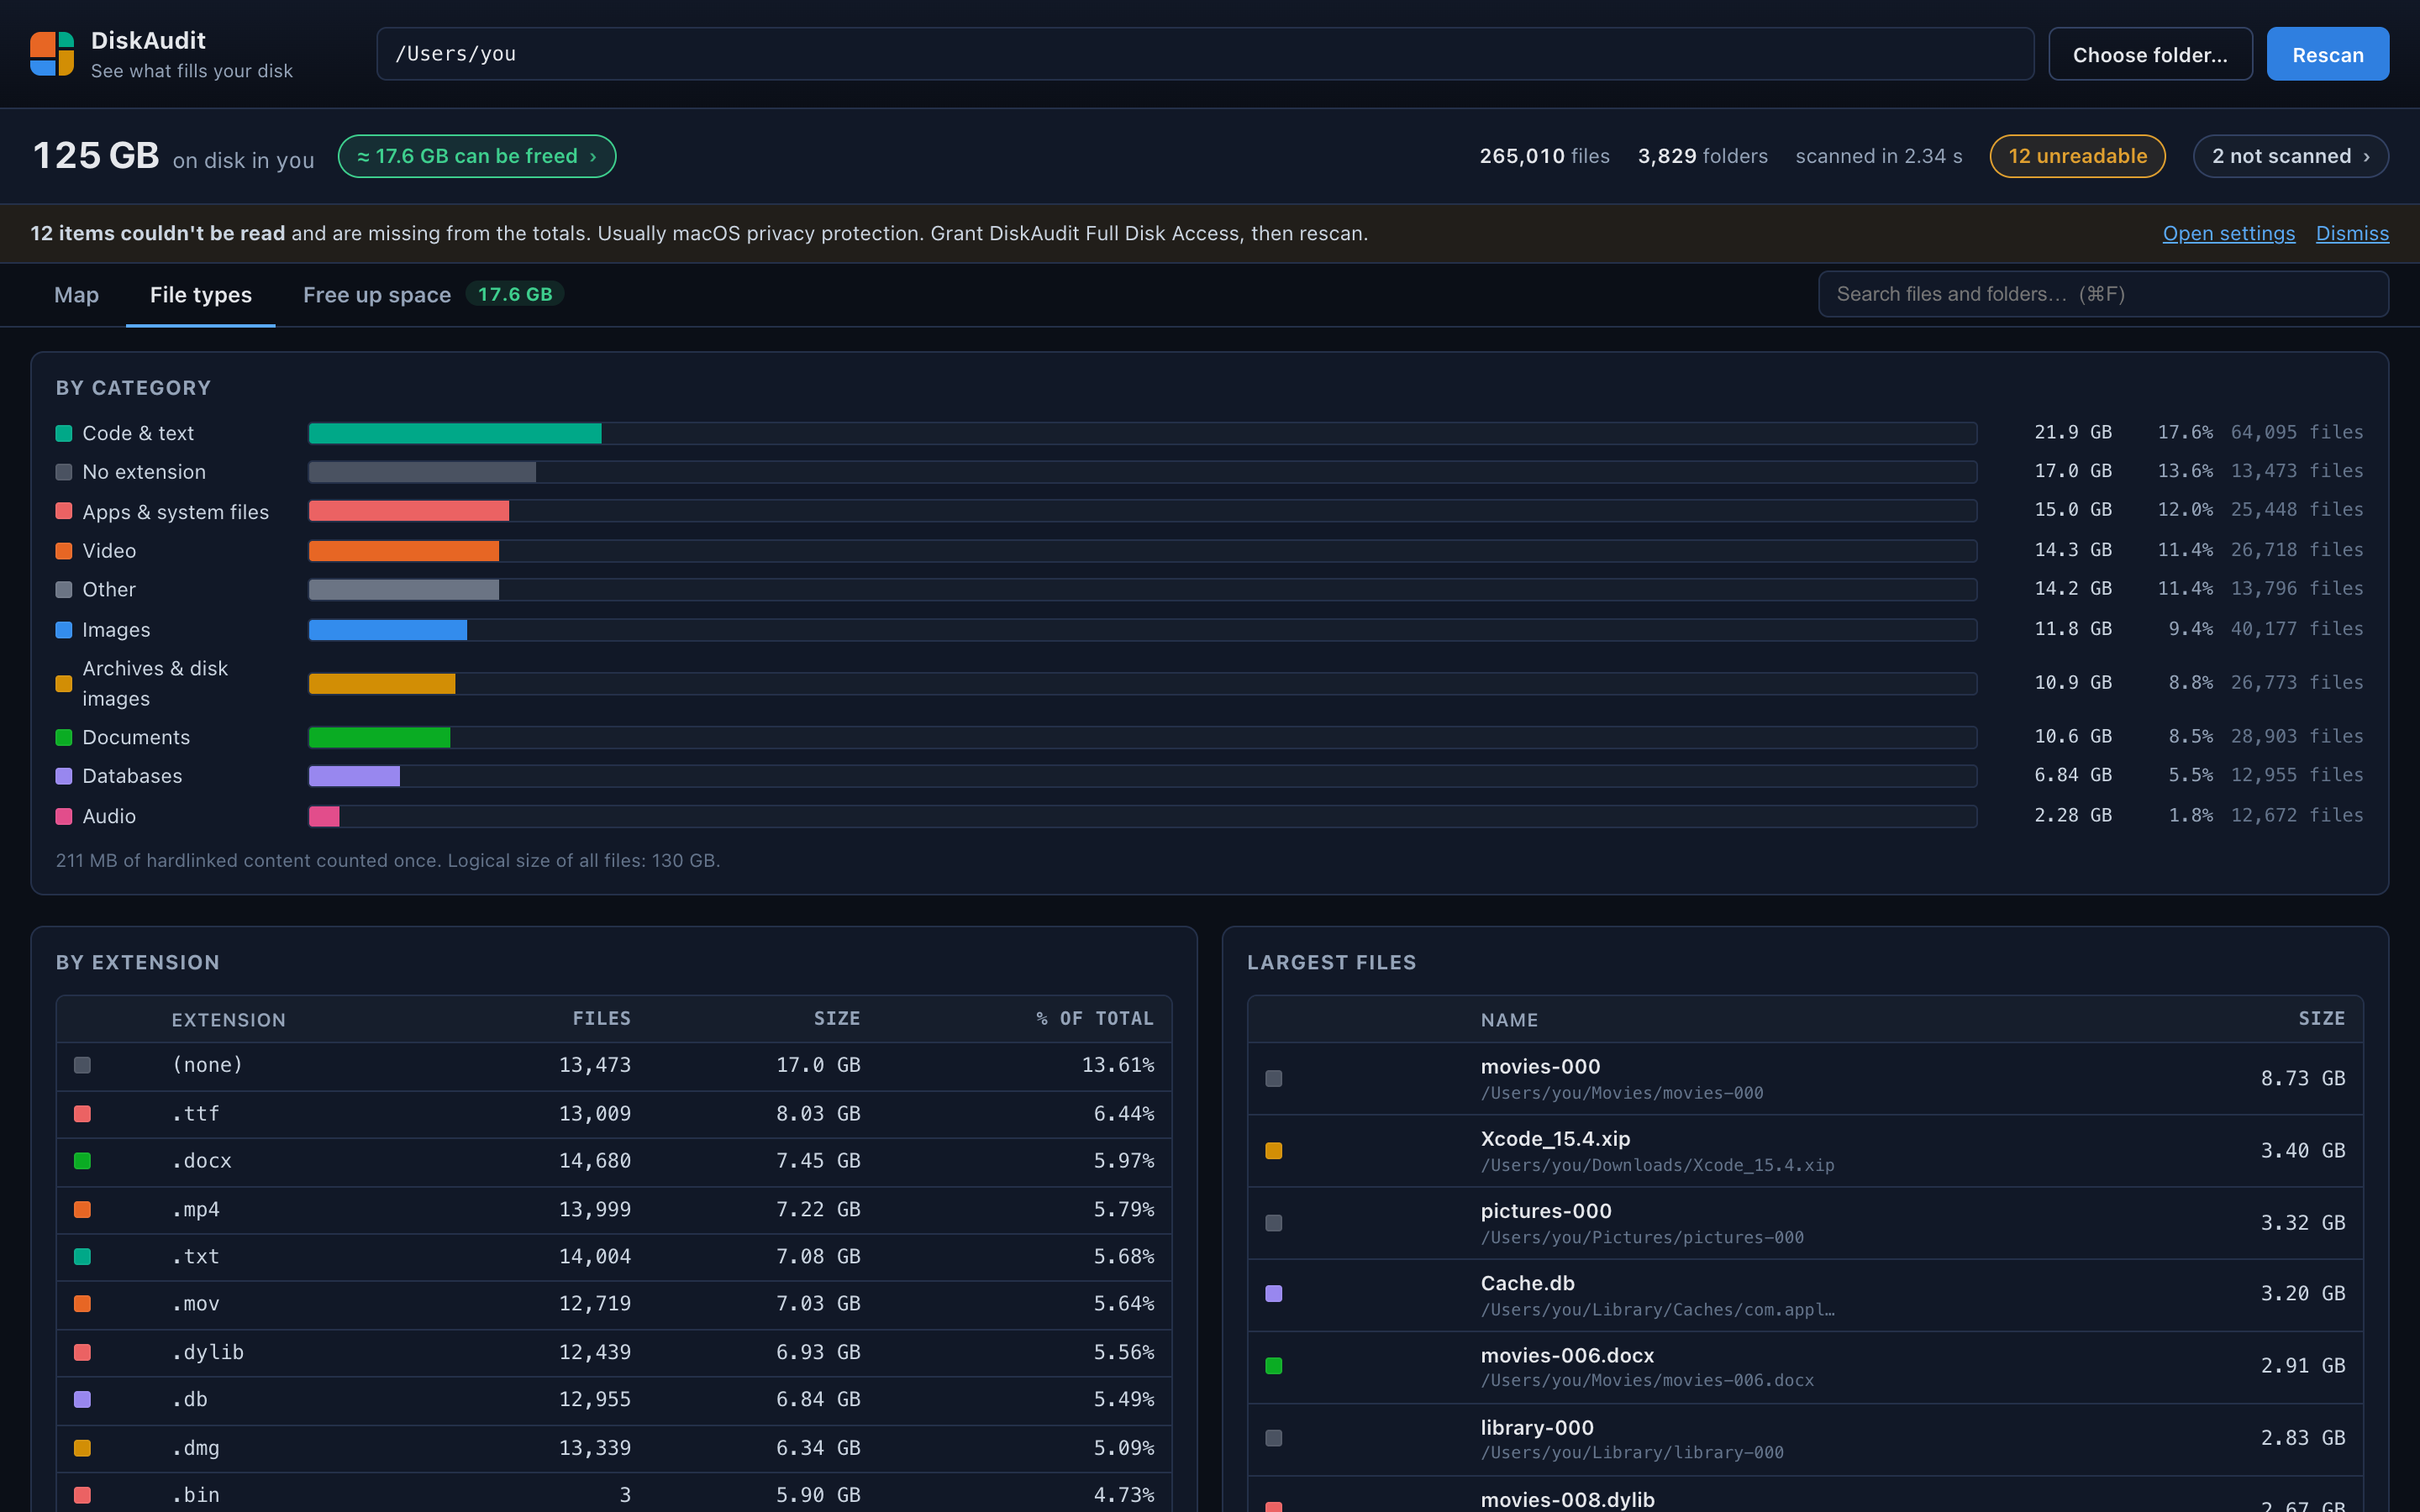 DiskAudit
See what fills your disk
/Users/you
Choose folder...
Rescan
125 GB on disk in you
≈ 17.6 GB can be freed ›
265,010 files 3,829 folders scanned in 2.34 s
12 unreadable
2 not scanned ›
12 items couldn't be read and are missing from the totals. Usually macOS privacy protection. Grant DiskAudit Full Disk Access, then rescan.
Open settings Dismiss
Map File types Free up space 17.6 GB
Search files and folders… (⌘F)
BY CATEGORY
Code & text 21.9 GB 17.6% 64,095 files
No extension 17.0 GB 13.6% 13,473 files
Apps & system files 15.0 GB 12.0% 25,448 files
Video 14.3 GB 11.4% 26,718 files
Other 14.2 GB 11.4% 13,796 files
Images 11.8 GB 9.4% 40,177 files
Archives & disk
images 10.9 GB 8.8% 26,773 files
Documents 10.6 GB 8.5% 28,903 files
Databases 6.84 GB 5.5% 12,955 files
Audio 2.28 GB 1.8% 12,672 files
211 MB of hardlinked content counted once. Logical size of all files: 130 GB.
BY EXTENSION
EXTENSION FILES SIZE % OF TOTAL
(none) 13,473 17.0 GB 13.61%
.ttf 13,009 8.03 GB 6.44%
.docx 14,680 7.45 GB 5.97%
.mp4 13,999 7.22 GB 5.79%
.txt 14,004 7.08 GB 5.68%
.mov 12,719 7.03 GB 5.64%
.dylib 12,439 6.93 GB 5.56%
.db 12,955 6.84 GB 5.49%
.dmg 13,339 6.34 GB 5.09%
.bin 3 5.90 GB 4.73%
LARGEST FILES
NAME SIZE
movies-000 8.73 GB
/Users/you/Movies/movies-000
Xcode_15.4.xip 3.40 GB
/Users/you/Downloads/Xcode_15.4.xip
pictures-000 3.32 GB
/Users/you/Pictures/pictures-000
Cache.db 3.20 GB
/Users/you/Library/Caches/com.appl…
movies-006.docx 2.91 GB
/Users/you/Movies/movies-006.docx
library-000 2.83 GB
/Users/you/Library/library-000
movies-008.dylib 2.67 GB